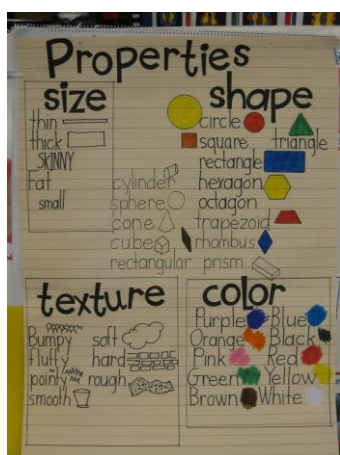 Properties
size
thin
thick
SKINNY
Fat
small
shape
circle
square triangle
rectangle
cylinder hexagon
sphere octagon
cone trapezoid
cube rhombus
rectangular prism
texture
Bumpy soft
fluffy hard
pointy rough
smooth
color
Purple Blue
Orange Black
Pink Red
Green Yellow
Brown White